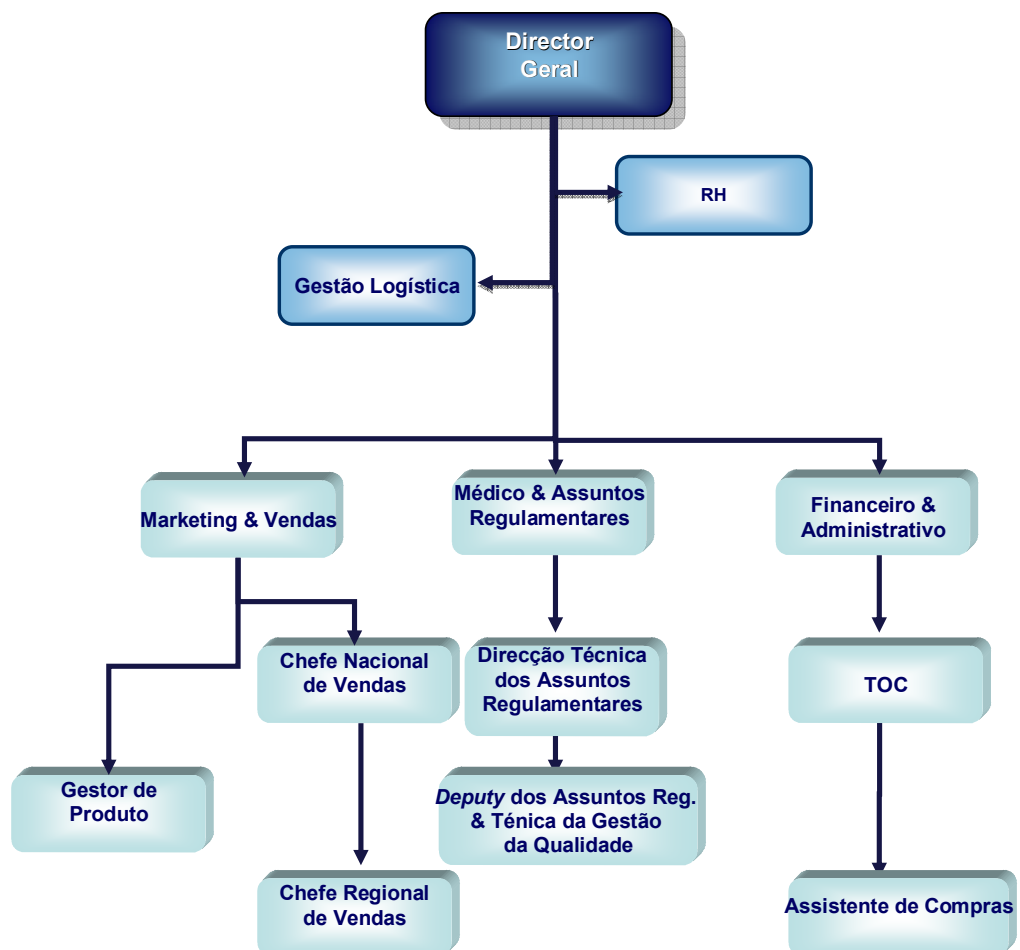 Director
Geral
RH
Gestão Logística
Marketing & Vendas
Médico & Assuntos
Regulamentares
Financeiro &
Administrativo
Chefe Nacional
de Vendas
Direcção Técnica
dos Assuntos
Regulamentares
TOC
Gestor de
Produto
Deputy dos Assuntos Reg.
& Ténica da Gestão
da Qualidade
Chefe Regional
de Vendas
Assistente de Compras